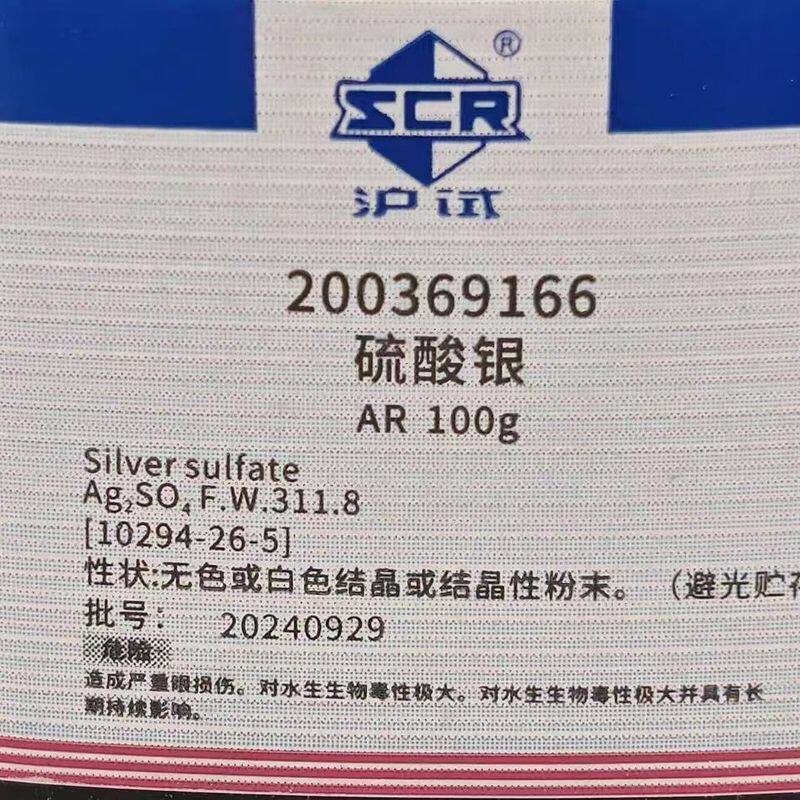 ®
SCR
沪试
200369166
硫酸银
AR 100g
Silver sulfate
Ag₂SO₄ F.W.311.8
[10294-26-5]
性状:无色或白色结晶或结晶性粉末。（避光贮存
批号： 20240929
危险
造成严重眼损伤。对水生生物毒性极大。对水生生物毒性极大并具有长
期持续影响。